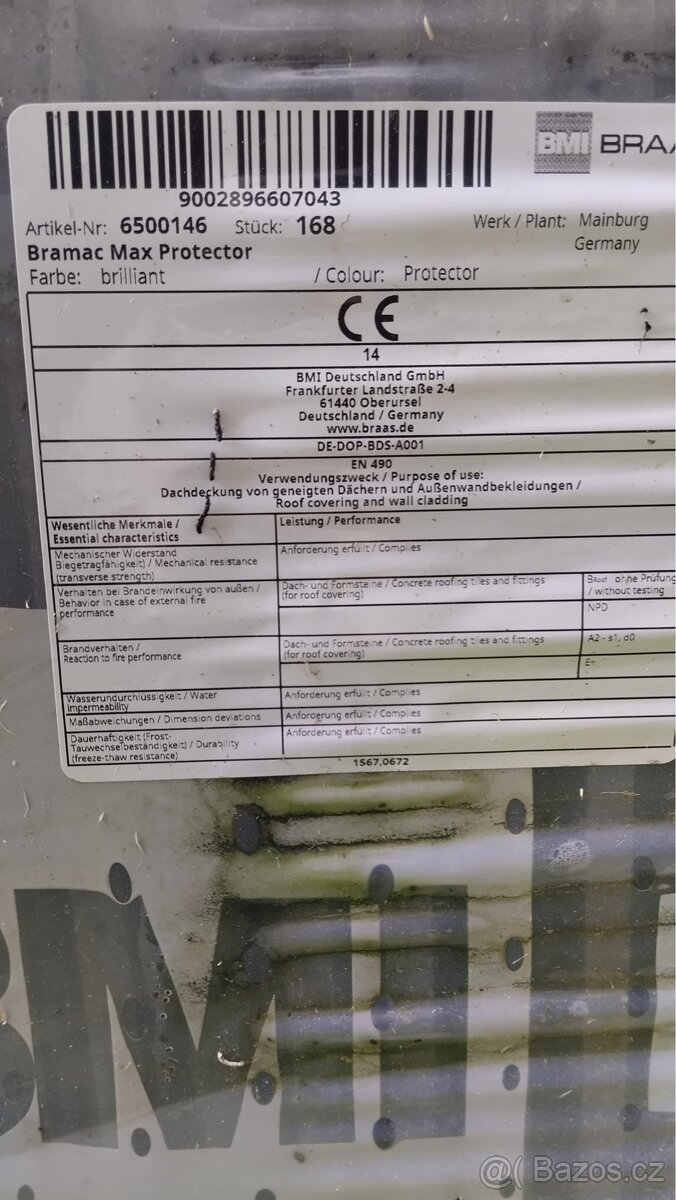 BMI BRAA
9002896607043
Artikel-Nr: 6500146 Stück: 168 Werk / Plant: Mainburg
Germany
Bramac Max Protector
Farbe: brilliant / Colour: Protector
CE
14
BMI Deutschland GmbH
Frankfurter Landstraße 2-4
61440 Oberursel
Deutschland / Germany
www.braas.de
DE-DOP-BDS-A001
EN 490
Verwendungszweck / Purpose of use:
Dachdeckung von geneigten Dächern und Außenwandbekleidungen /
Roof covering and wall cladding
Wesentliche Merkmale /
Essential characteristics
Leistung / Performance
Mechanischer Widerstand
Biegetragfähigkeit) / Mechanical resistance
(transverse strength)
Anforderung erfüllt / Complies
Verhalten bei Brandeinwirkung von außen /
Behavior in case of external fire
performance
Dach- und Formsteine / Concrete roofing tiles and fittings
(for roof covering)
BRoof ohne Prüfung
/ without testing
NPD
Brandverhalten /
Reaction to fire performance
Dach- und Formsteine / Concrete roofing tiles and fittings
(for roof covering)
A2 - s1, d0
Wasserundurchlüssigkeit / Water
impermeability
Anforderung erfüllt / Complies
Maßabweichungen / Dimension deviations
Anforderung erfüllt / Complies
Dauerhaftigkeit (Frost-
Tauwechselbeständigkeit) / Durability
(freeze-thaw resistance)
Anforderung erfüllt / Complies
1567,0672
BMI
@( Bazos.cz